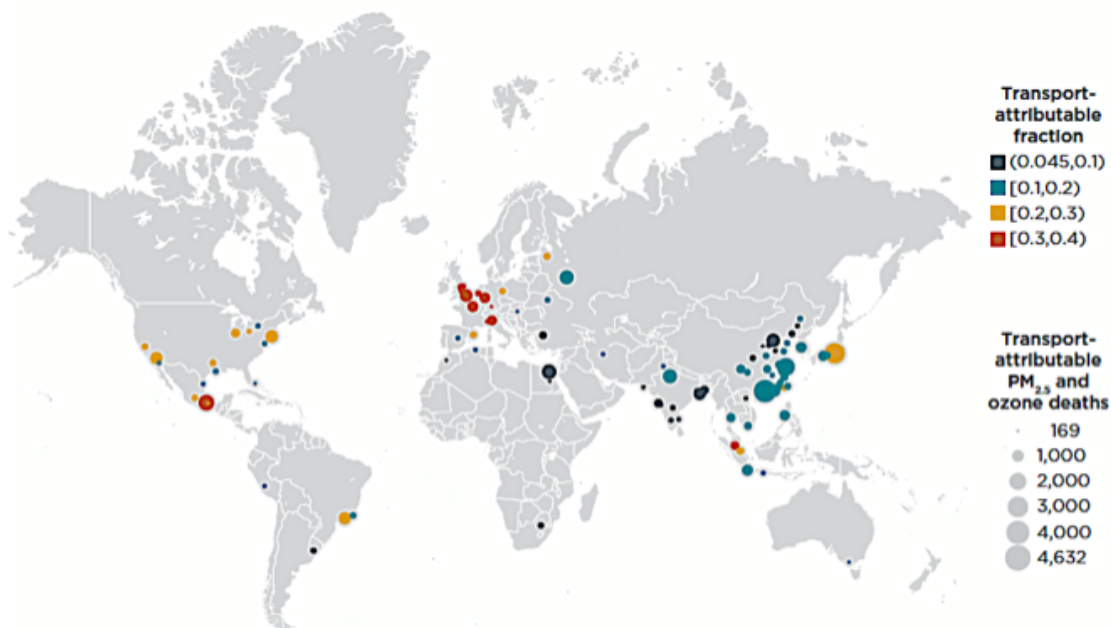 Transport-
attributable
fraction
(0.045,0.1)
[0.1,0.2)
[0.2,0.3)
[0.3,0.4)
Transport-
attributable
PM2.5 and
ozone deaths
169
1,000
2,000
3,000
4,000
4,632